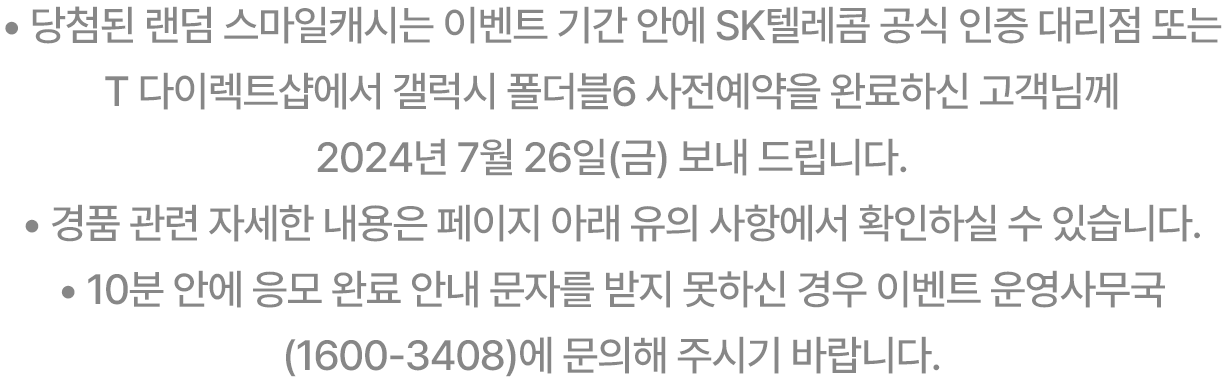 • 당첨된 랜덤 스마일캐시는 이벤트 기간 안에 SK텔레콤 공식 인증 대리점 또는
T 다이렉트샵에서 갤럭시 폴더블6 사전예약을 완료하신 고객님께
2024년 7월 26일(금) 보내 드립니다.
• 경품 관련 자세한 내용은 페이지 아래 유의 사항에서 확인하실 수 있습니다.
• 10분 안에 응모 완료 안내 문자를 받지 못하신 경우 이벤트 운영사무국
(1600-3408)에 문의해 주시기 바랍니다.